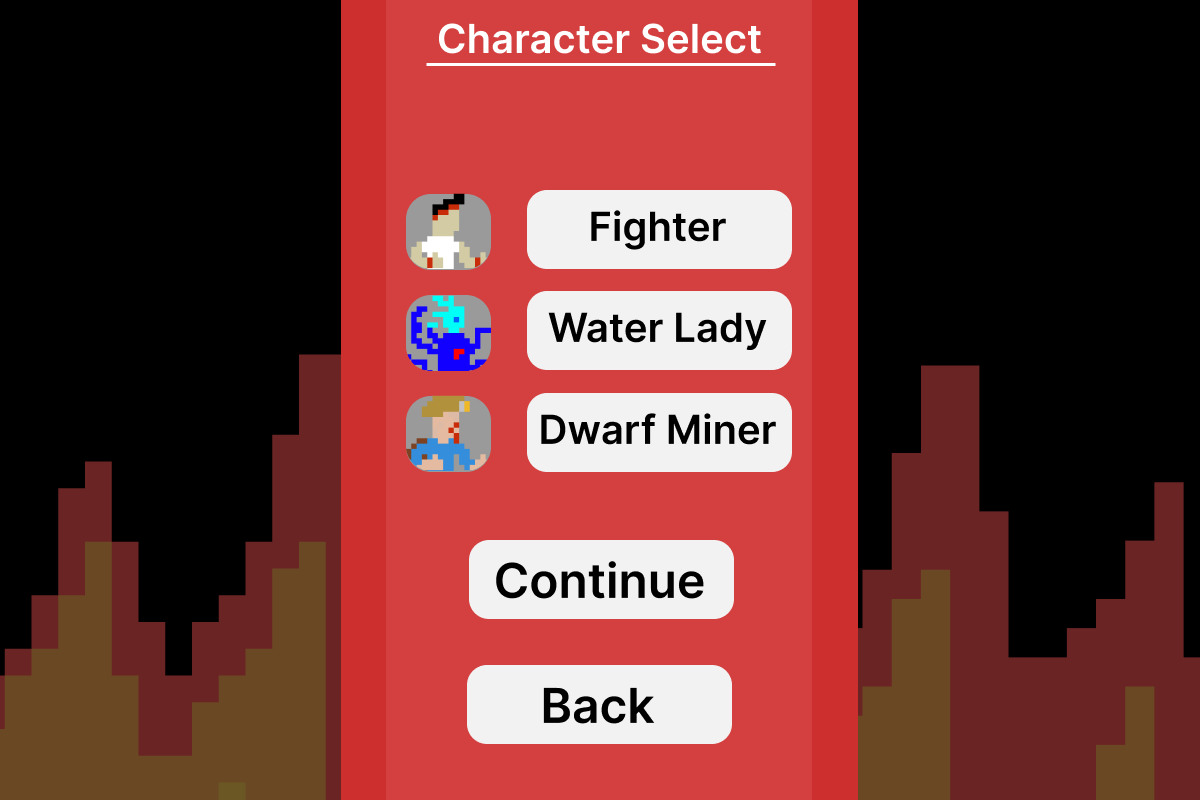 Character Select
Fighter
Water Lady
Dwarf Miner
Continue
Back